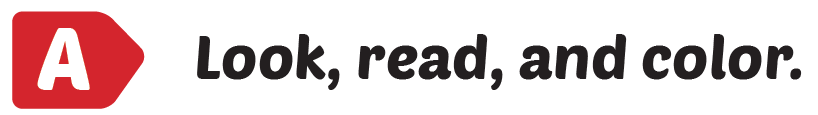 A Look, read, and color.